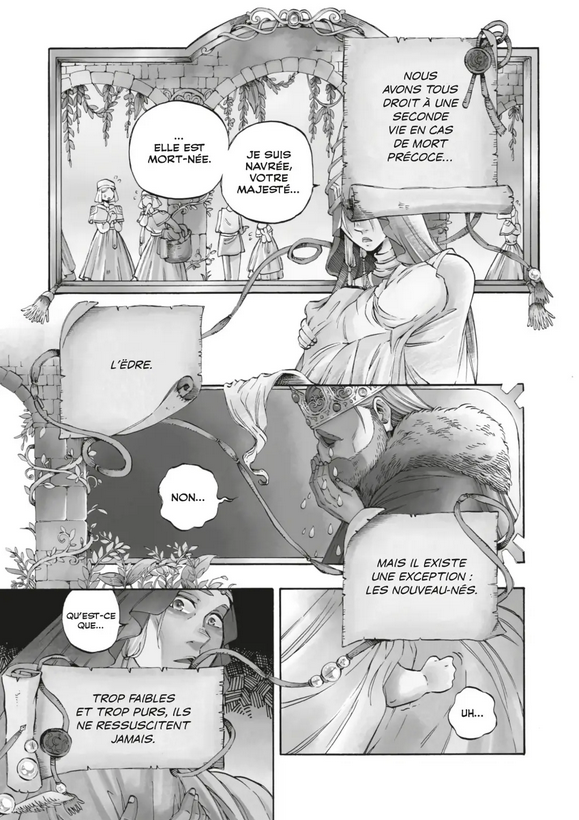 NOUS
AVONS TOUS
DROIT À UNE
SECONDE
VIE EN CAS
DE MORT
PRÉCOCE...
...
ELLE EST
MORT-NÉE.
JE SUIS
NAVRÉE,
VOTRE
MAJESTÉ...
L'ËDRE.
NON...
MAIS IL EXISTE
UNE EXCEPTION :
LES NOUVEAU-NÉS.
QU'EST-CE
QUE...
TROP FAIBLES
ET TROP PURS, ILS
NE RESSUSCITENT
JAMAIS.
UH...